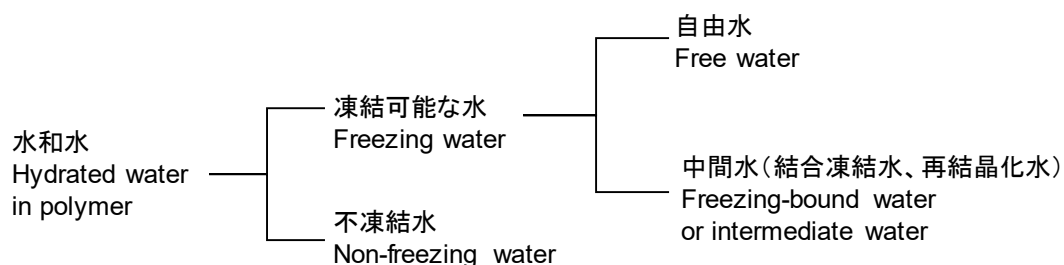 水和水
Hydrated water
in polymer
凍結可能な水
Freezing water
不凍結水
Non-freezing water
自由水
Free water
中間水（結合凍結水、再結晶化水）
Freezing-bound water
or intermediate water